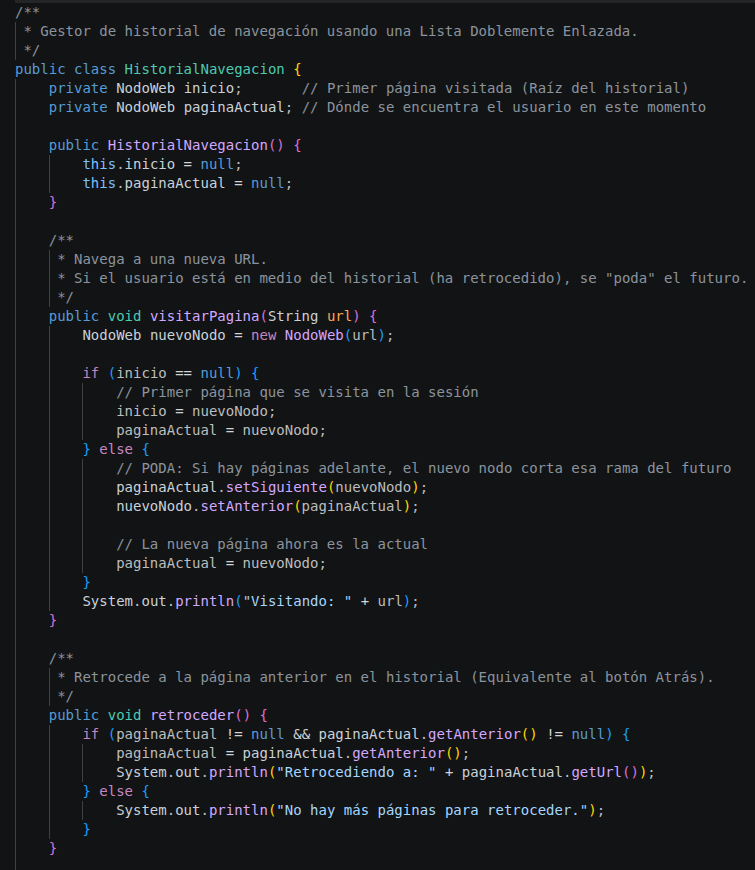 /**
 * Gestor de historial de navegación usando una Lista Doblemente Enlazada.
 */
public class HistorialNavegacion {
    private NodoWeb inicio;       // Primer página visitada (Raíz del historial)
    private NodoWeb paginaActual; // Dónde se encuentra el usuario en este momento

    public HistorialNavegacion() {
        this.inicio = null;
        this.paginaActual = null;
    }

    /**
     * Navega a una nueva URL.
     * Si el usuario está en medio del historial (ha retrocedido), se "poda" el futuro.
     */
    public void visitarPagina(String url) {
        NodoWeb nuevoNodo = new NodoWeb(url);

        if (inicio == null) {
            // Primer página que se visita en la sesión
            inicio = nuevoNodo;
            paginaActual = nuevoNodo;
        } else {
            // PODA: Si hay páginas adelante, el nuevo nodo corta esa rama del futuro
            paginaActual.setSiguiente(nuevoNodo);
            nuevoNodo.setAnterior(paginaActual);

            // La nueva página ahora es la actual
            paginaActual = nuevoNodo;
        }
        System.out.println("Visitando: " + url);
    }

    /**
     * Retrocede a la página anterior en el historial (Equivalente al botón Atrás).
     */
    public void retroceder() {
        if (paginaActual != null && paginaActual.getAnterior() != null) {
            paginaActual = paginaActual.getAnterior();
            System.out.println("Retrocediendo a: " + paginaActual.getUrl());
        } else {
            System.out.println("No hay más páginas para retroceder.");
        }
    }